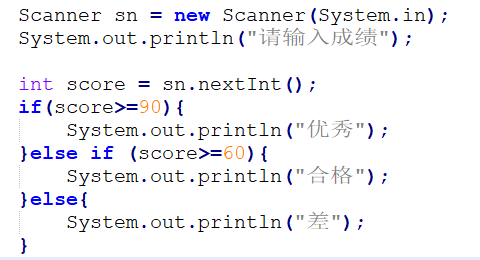 Scanner sn = new Scanner(System.in);
System.out.println("请输入成绩");
int score = sn.nextInt();
if(score>=90){
    System.out.println("优秀");
}else if (score>=60){
    System.out.println("合格");
}else{
    System.out.println("差");
}